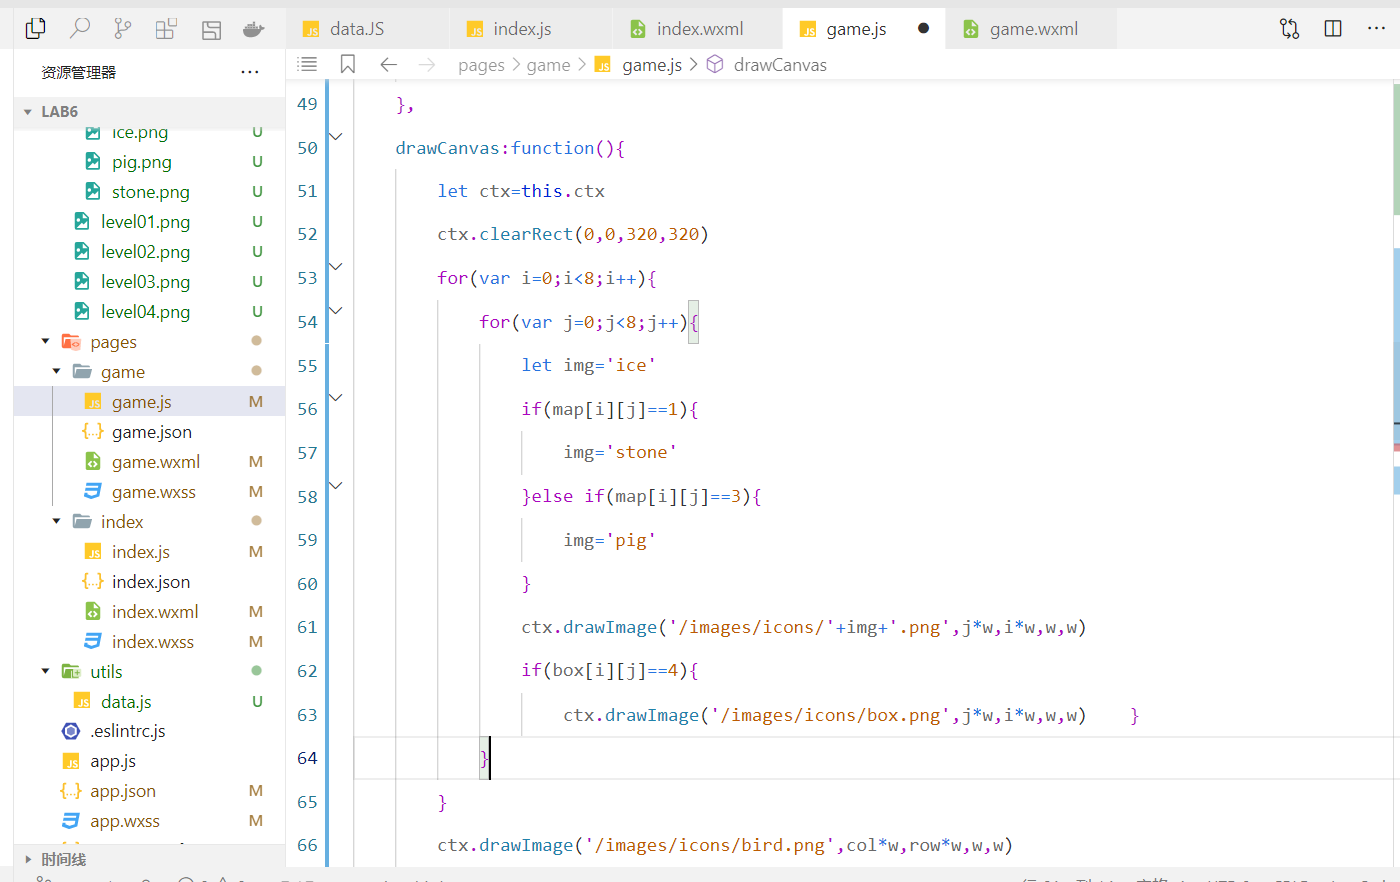 data.JS
index.js
index.wxml
game.js
game.wxml
资源管理器
pages > game > JS game.js > drawCanvas
LAB6
ice.png U
pig.png U
stone.png U
level01.png U
level02.png U
level03.png U
level04.png U
pages
game
game.js M
game.json
game.wxml M
game.wxss M
index
index.js M
index.json
index.wxml M
index.wxss M
utils
data.js U
.eslintrc.js
app.js
app.json M
app.wxss M
时间线
49 },
50 drawCanvas:function(){
51 let ctx=this.ctx
52 ctx.clearRect(0,0,320,320)
53 for(var i=0;i<8;i++){
54 for(var j=0;j<8;j++){
55 let img='ice'
56 if(map[i][j]==1){
57 img='stone'
58 }else if(map[i][j]==3){
59 img='pig'
60 }
61 ctx.drawImage('/images/icons/'+img+'.png',j*w,i*w,w,w)
62 if(box[i][j]==4){
63 ctx.drawImage('/images/icons/box.png',j*w,i*w,w,w) }
64 }
65 }
66 ctx.drawImage('/images/icons/bird.png',col*w,row*w,w,w)